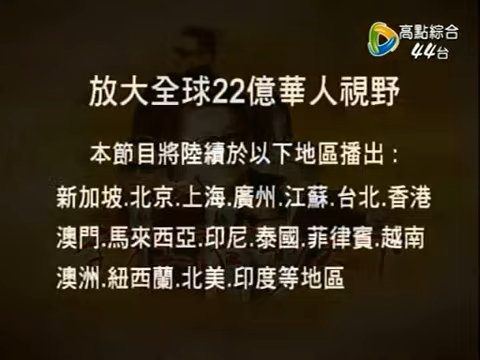 高點綜合
44台
放大全球22億華人視野
本節目將陸續於以下地區播出：
新加坡.北京.上海.廣州.江蘇.台北.香港
澳門.馬來西亞.印尼.泰國.菲律賓.越南
澳洲.紐西蘭.北美.印度等地區